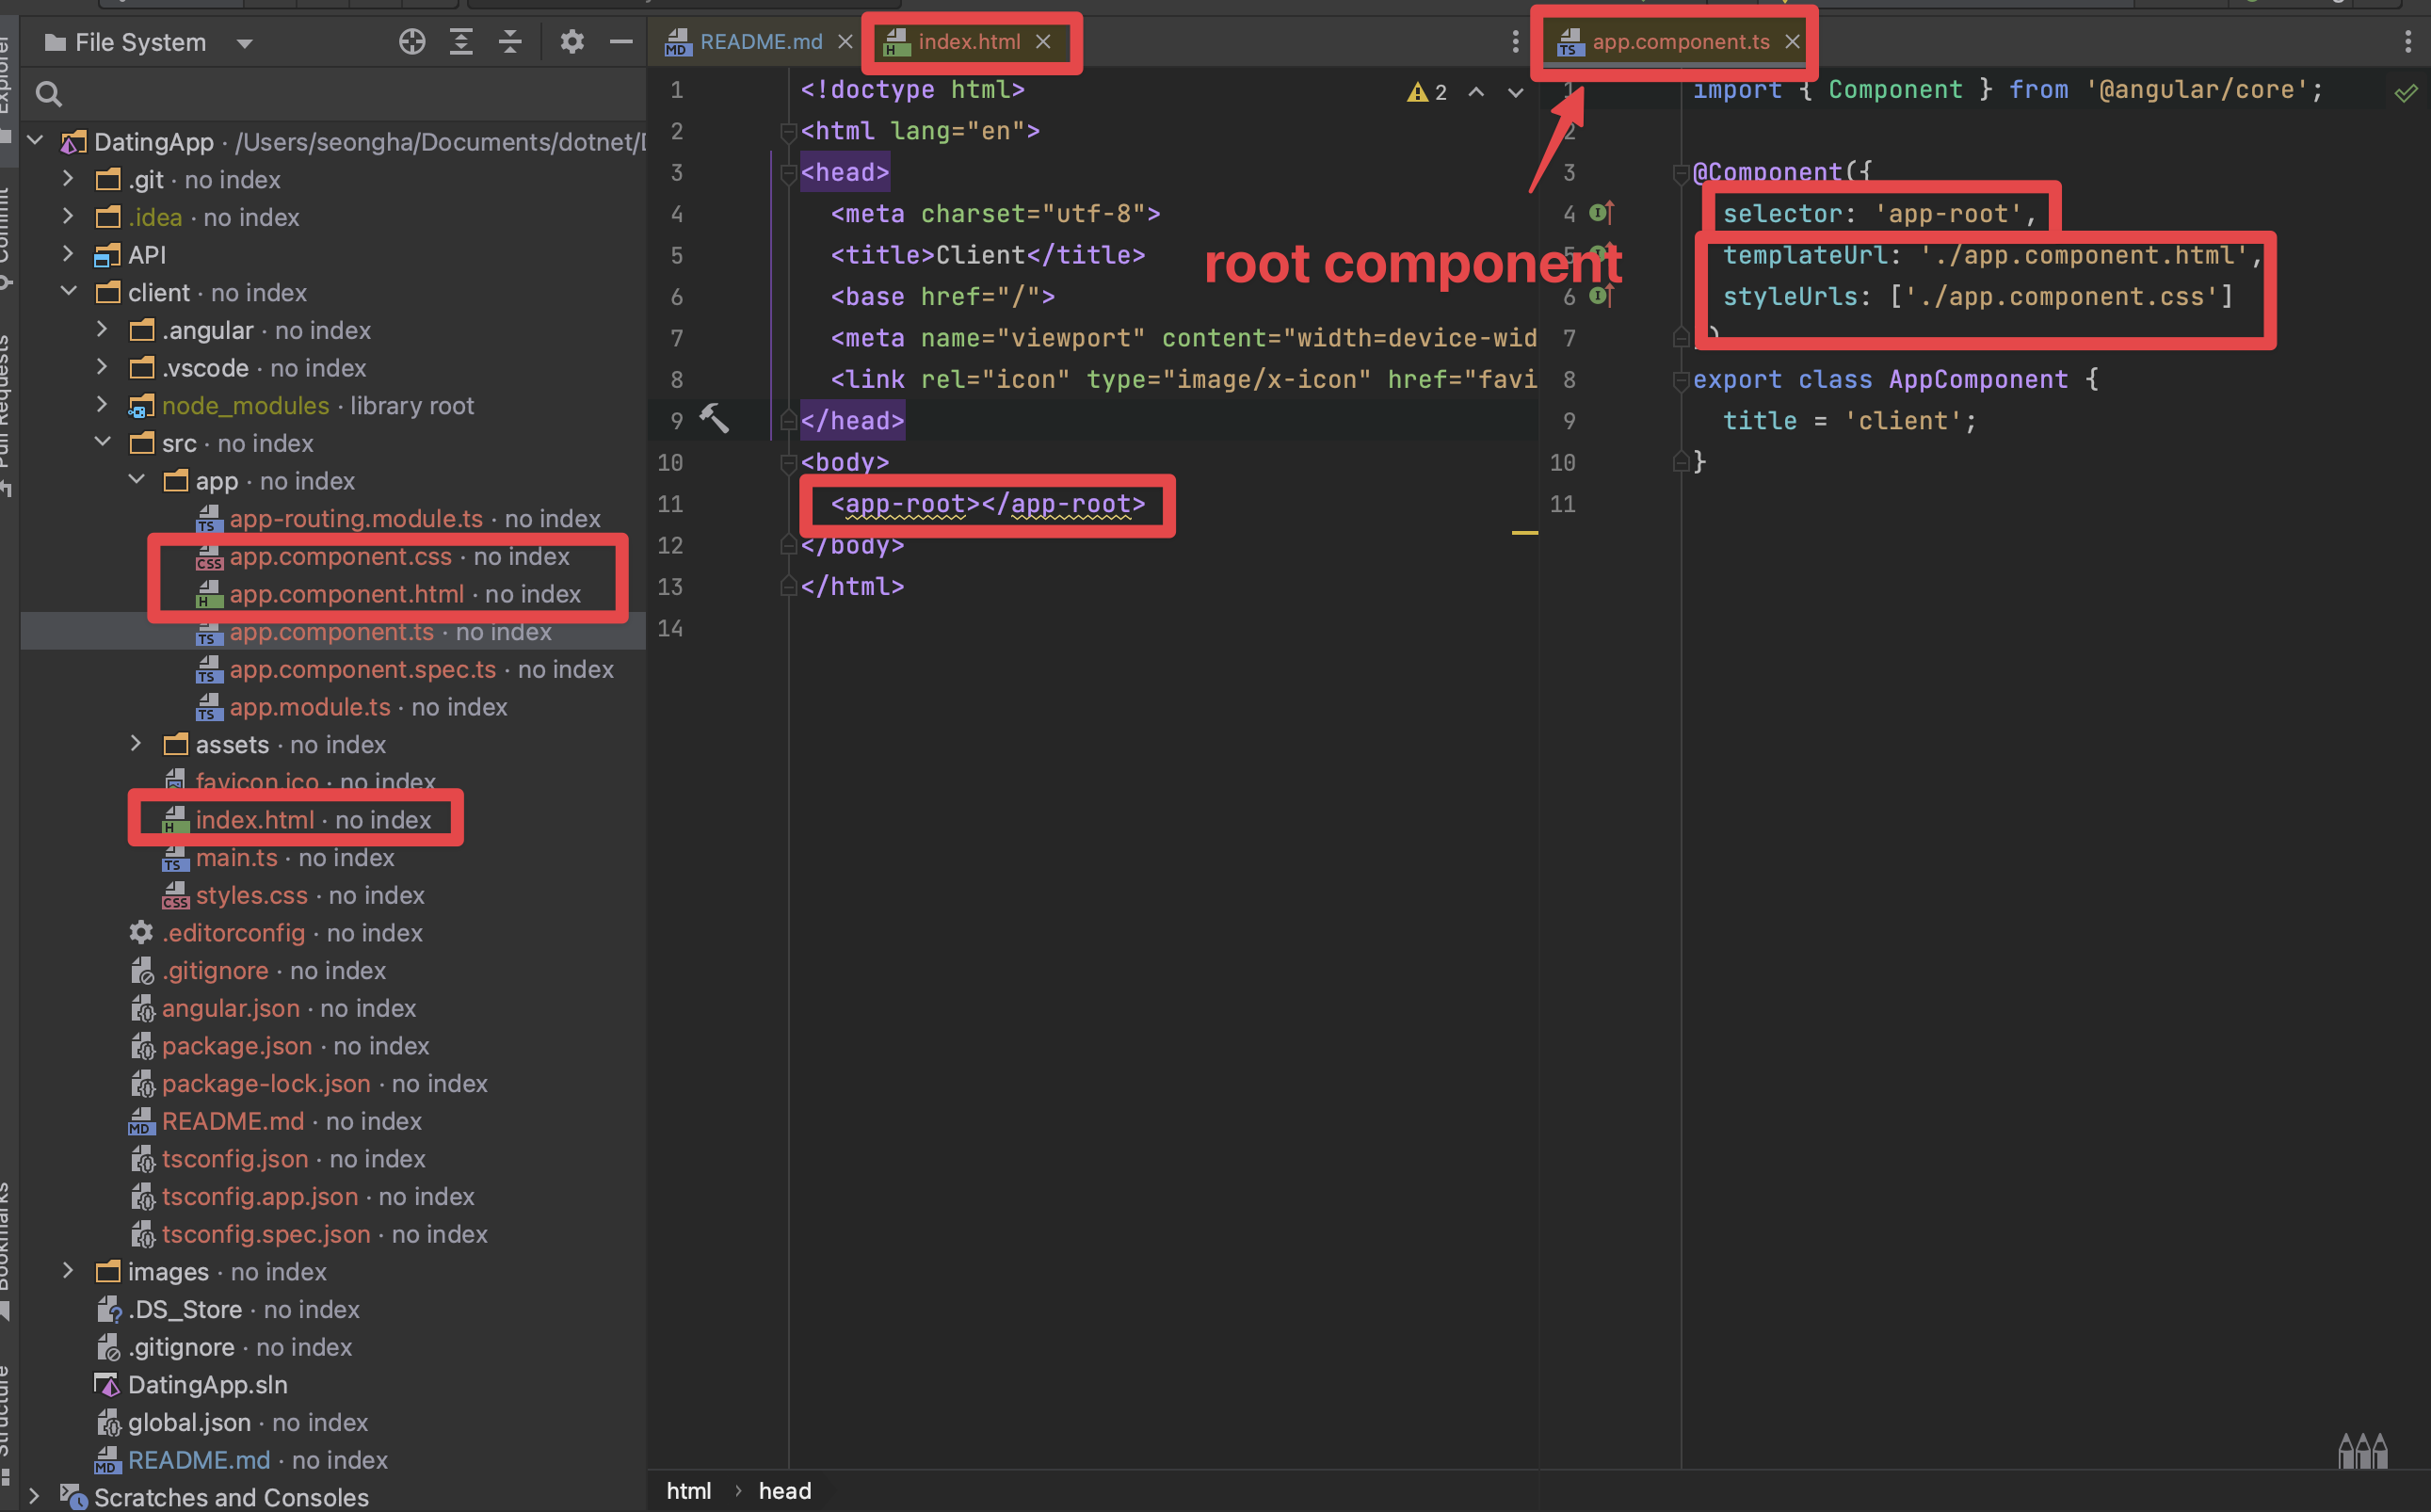 File System
README.md
index.html
app.component.ts
Explorer
Commit
Pull Requests
Bookmarks
Structure
DatingApp · /Users/seongha/Documents/dotnet/
.git · no index
.idea · no index
API
client · no index
.angular · no index
.vscode · no index
node_modules · library root
src · no index
app · no index
app-routing.module.ts · no index
app.component.css · no index
app.component.html · no index
app.component.ts · no index
app.component.spec.ts · no index
app.module.ts · no index
assets · no index
favicon.ico · no index
index.html · no index
main.ts · no index
styles.css · no index
.editorconfig · no index
.gitignore · no index
angular.json · no index
package.json · no index
package-lock.json · no index
README.md · no index
tsconfig.json · no index
tsconfig.app.json · no index
tsconfig.spec.json · no index
images · no index
.DS_Store · no index
.gitignore · no index
DatingApp.sln
global.json · no index
README.md · no index
Scratches and Consoles
1 <!doctype html>
2 <html lang="en">
3 <head>
4 <meta charset="utf-8">
5 <title>Client</title>
6 <base href="/">
7 <meta name="viewport" content="width=device-wid
8 <link rel="icon" type="image/x-icon" href="favi
9 </head>
10 <body>
11 <app-root></app-root>
12 </body>
13 </html>
14
2
root component
1 import { Component } from '@angular/core';
2
3 @Component({
4 selector: 'app-root',
5 templateUrl: './app.component.html',
6 styleUrls: ['./app.component.css']
7 )
8 export class AppComponent {
9 title = 'client';
10 }
11
html › head